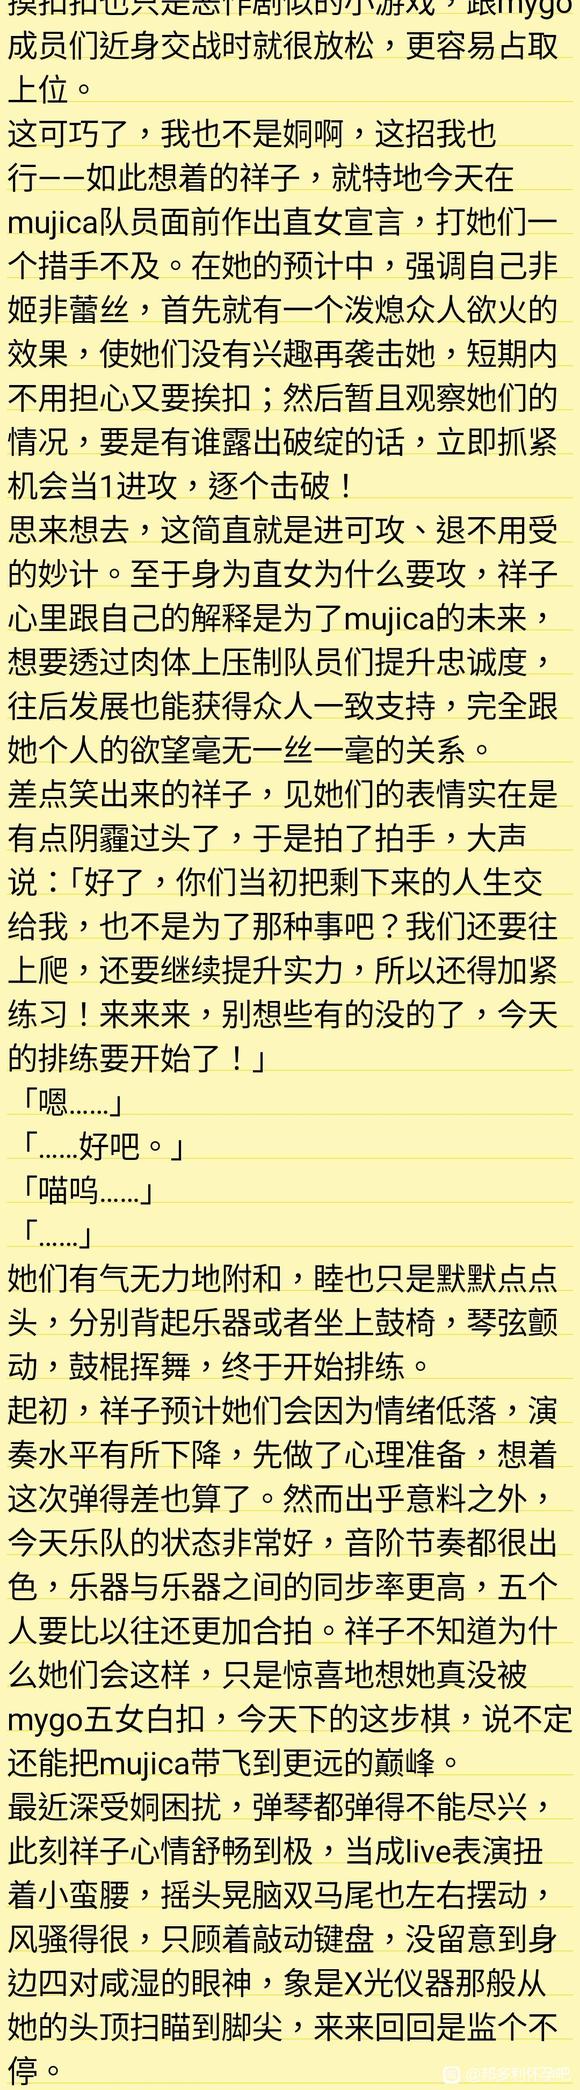 摸扣扣也只是恶作剧似的小游戏，跟mygo
成员们近身交战时就很放松，更容易占取
上位。
这可巧了，我也不是姛啊，这招我也
行——如此想着的祥子，就特地今天在
mujica队员面前作出直女宣言，打她们一
个措手不及。在她的预计中，强调自己非
姬非蕾丝，首先就有一个泼熄众人欲火的
效果，使她们没有兴趣再袭击她，短期内
不用担心又要挨扣；然后暂且观察她们的
情况，要是有谁露出破绽的话，立即抓紧
机会当1进攻，逐个击破！
思来想去，这简直就是进可攻、退不用受
的妙计。至于身为直女为什么要攻，祥子
心里跟自己的解释是为了mujica的未来，
想要透过肉体上压制队员们提升忠诚度，
往后发展也能获得众人一致支持，完全跟
她个人的欲望毫无一丝一毫的关系。
差点笑出来的祥子，见她们的表情实在是
有点阴霾过头了，于是拍了拍手，大声
说：「好了，你们当初把剩下来的人生交
给我，也不是为了那种事吧？我们还要往
上爬，还要继续提升实力，所以还得加紧
练习！来来来，别想些有的没的了，今天
的排练要开始了！」
「嗯……」
「……好吧。」
「喵呜……」
「……」
她们有气无力地附和，睦也只是默默点点
头，分别背起乐器或者坐上鼓椅，琴弦颤
动，鼓棍挥舞，终于开始排练。
起初，祥子预计她们会因为情绪低落，演
奏水平有所下降，先做了心理准备，想着
这次弹得差也算了。然而出乎意料之外，
今天乐队的状态非常好，音阶节奏都很出
色，乐器与乐器之间的同步率更高，五个
人要比以往还更加合拍。祥子不知道为什
么她们会这样，只是惊喜地想她真没被
mygo五女白扣，今天下的这步棋，说不定
还能把mujica带飞到更远的巅峰。
最近深受姛困扰，弹琴都弹得不能尽兴，
此刻祥子心情舒畅到极，当成live表演扭
着小蛮腰，摇头晃脑双马尾也左右摆动，
风骚得很，只顾着敲动键盘，没留意到身
边四对咸湿的眼神，象是X光仪器那般从
她的头顶扫瞄到脚尖，来来回回是监个不
停。
@邦多利怀孕吧